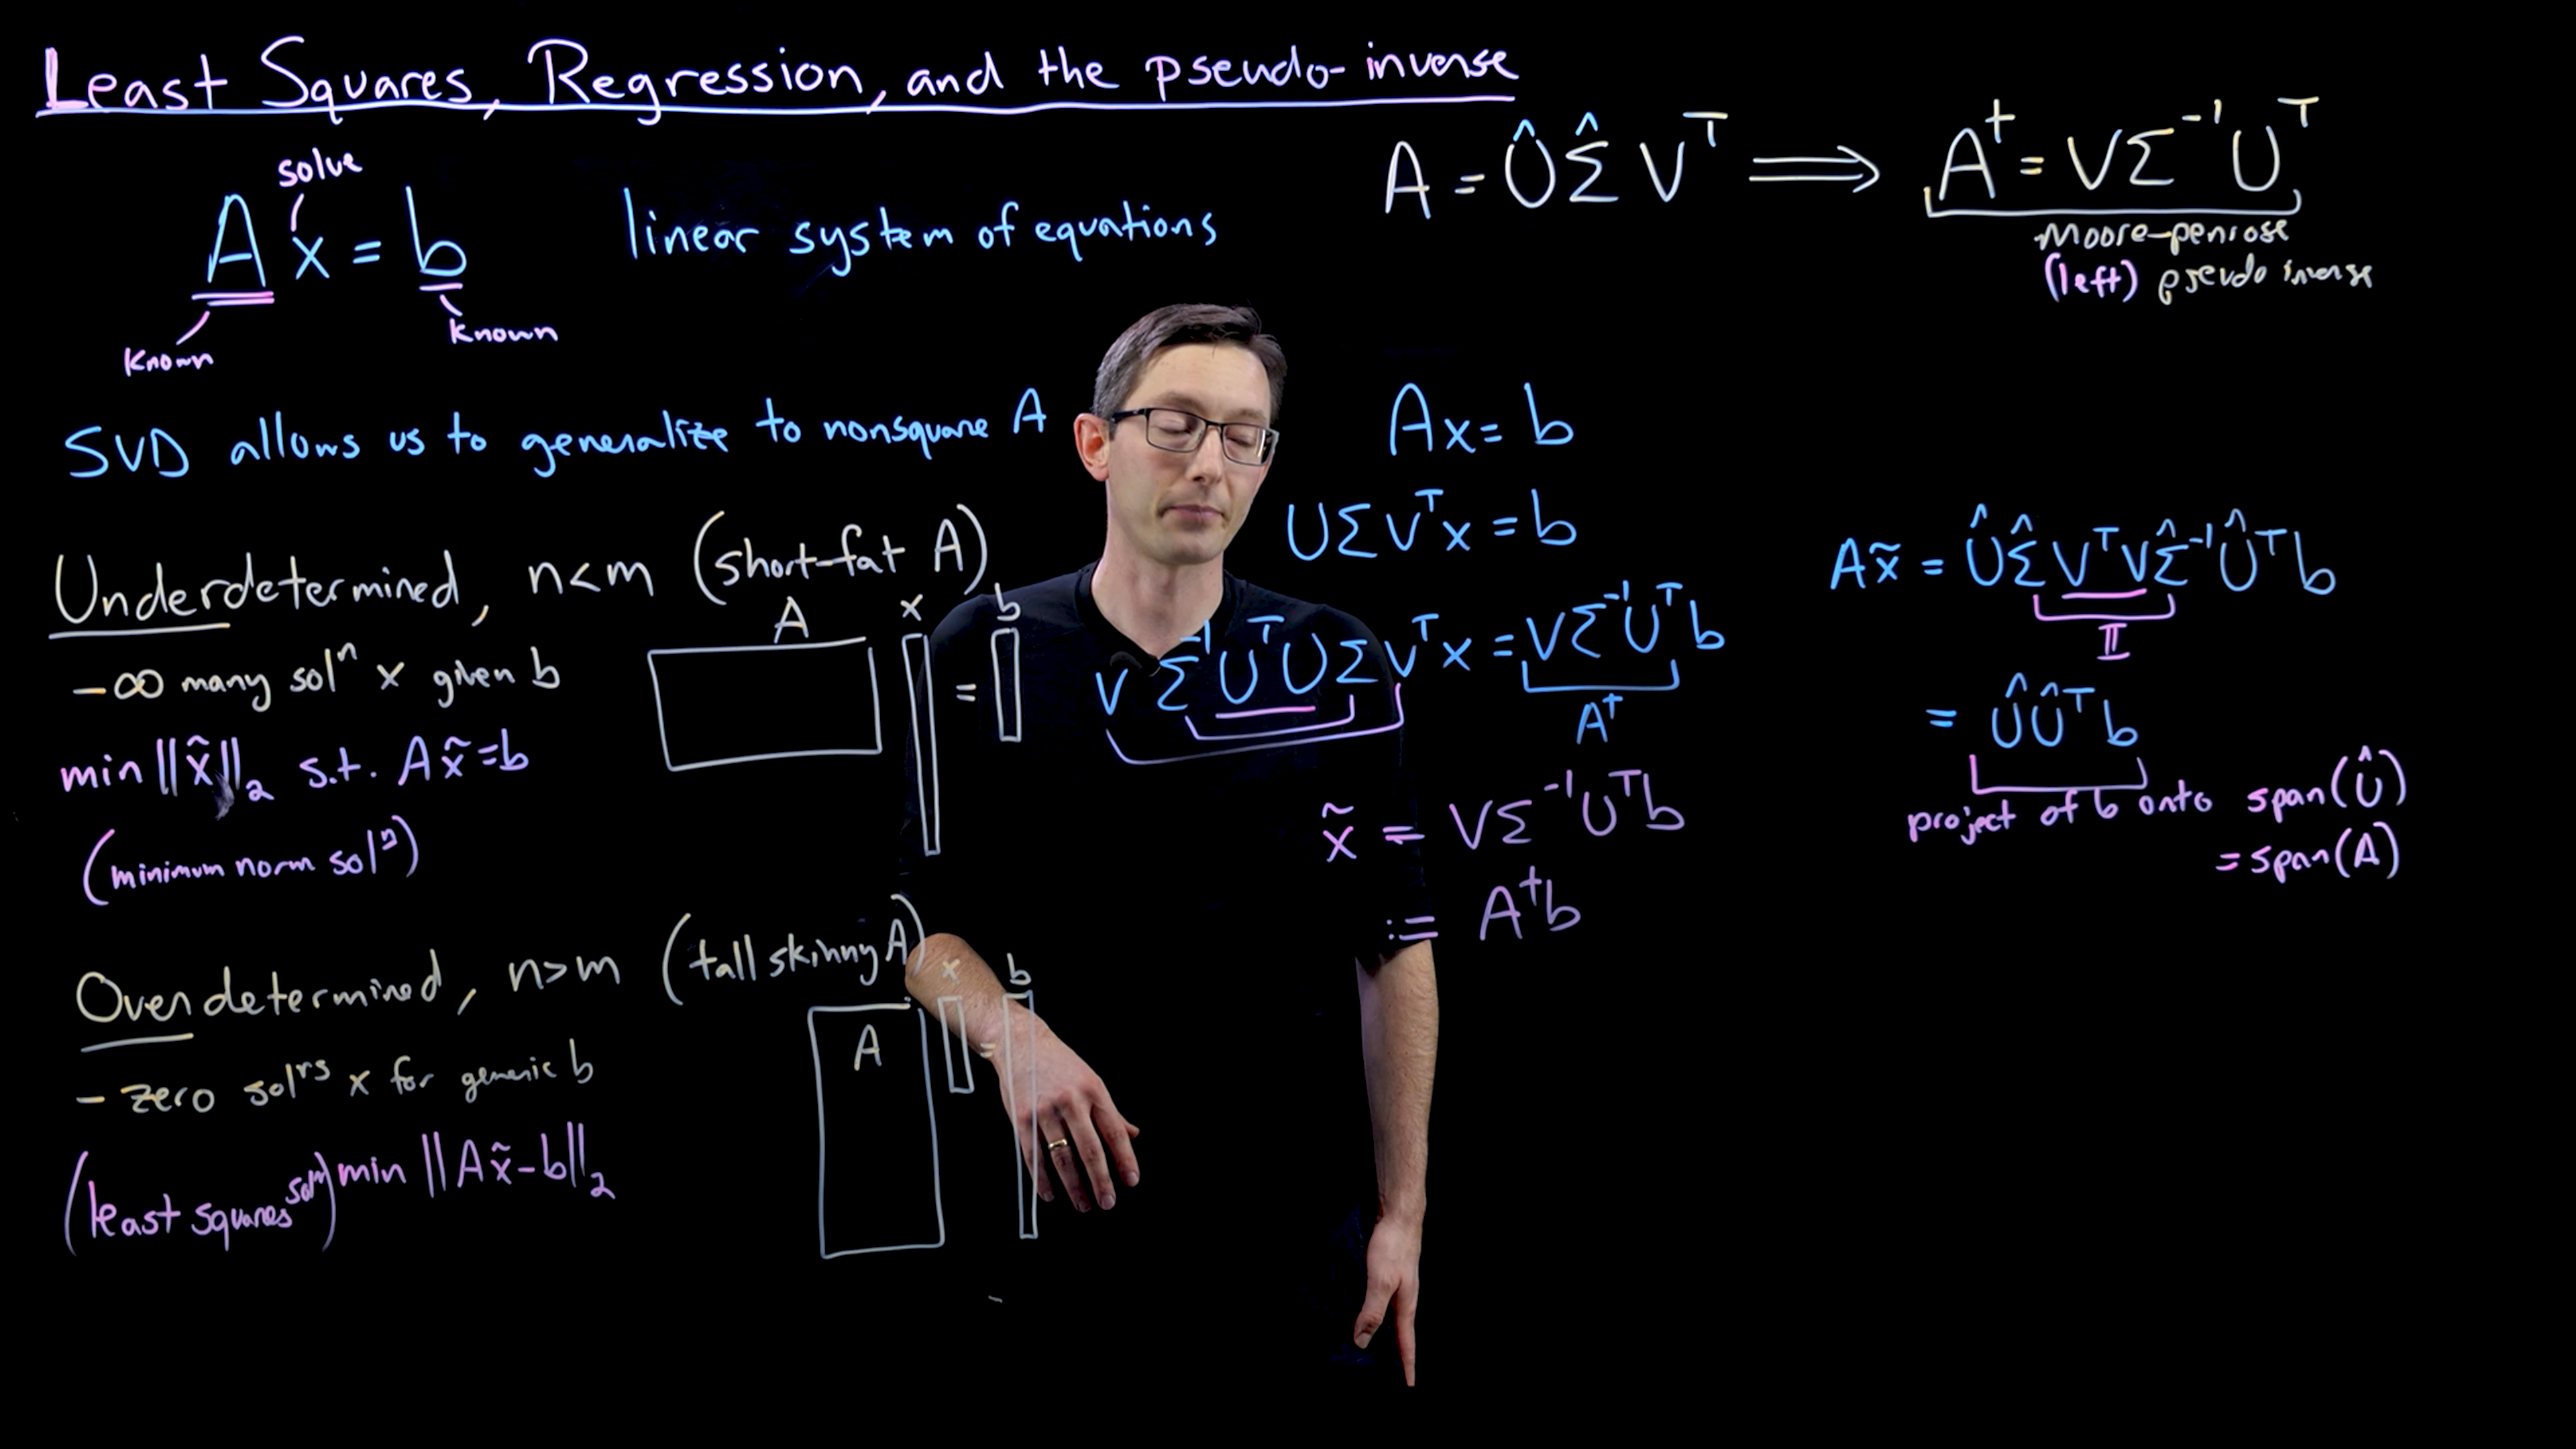 Least Squares, Regression, and the pseudo-inverse
solve
A x = b
Known
Known
linear system of equations
A = ÛΣ̂Vᵀ ⟹ A† = VΣ⁻¹Uᵀ
Moore-penrose
(left) pseudo inverse
SVD allows us to generalize to nonsquare A
Underdetermined, n<m (short-fat A)
A x = b
-∞ many solⁿ x given b
min ||x̃||₂ s.t. Ax̃=b
(minimum norm solⁿ)
Overdetermined, n>m (tall skinny A)
A x = b
- zero solⁿs x for generic b
(least squares solⁿ) min ||Ax̃-b||₂
Ax = b
UΣVᵀx = b
VΣ⁻¹UᵀUΣVᵀx = VΣ⁻¹Uᵀb
A†
x̃ = VΣ⁻¹Uᵀb
:= A†b
Ax̃ = ÛΣ̂VᵀVΣ̂⁻¹Ûᵀb
𝕀
= ÛÛᵀb
project of b onto span(Û)
= span(A)